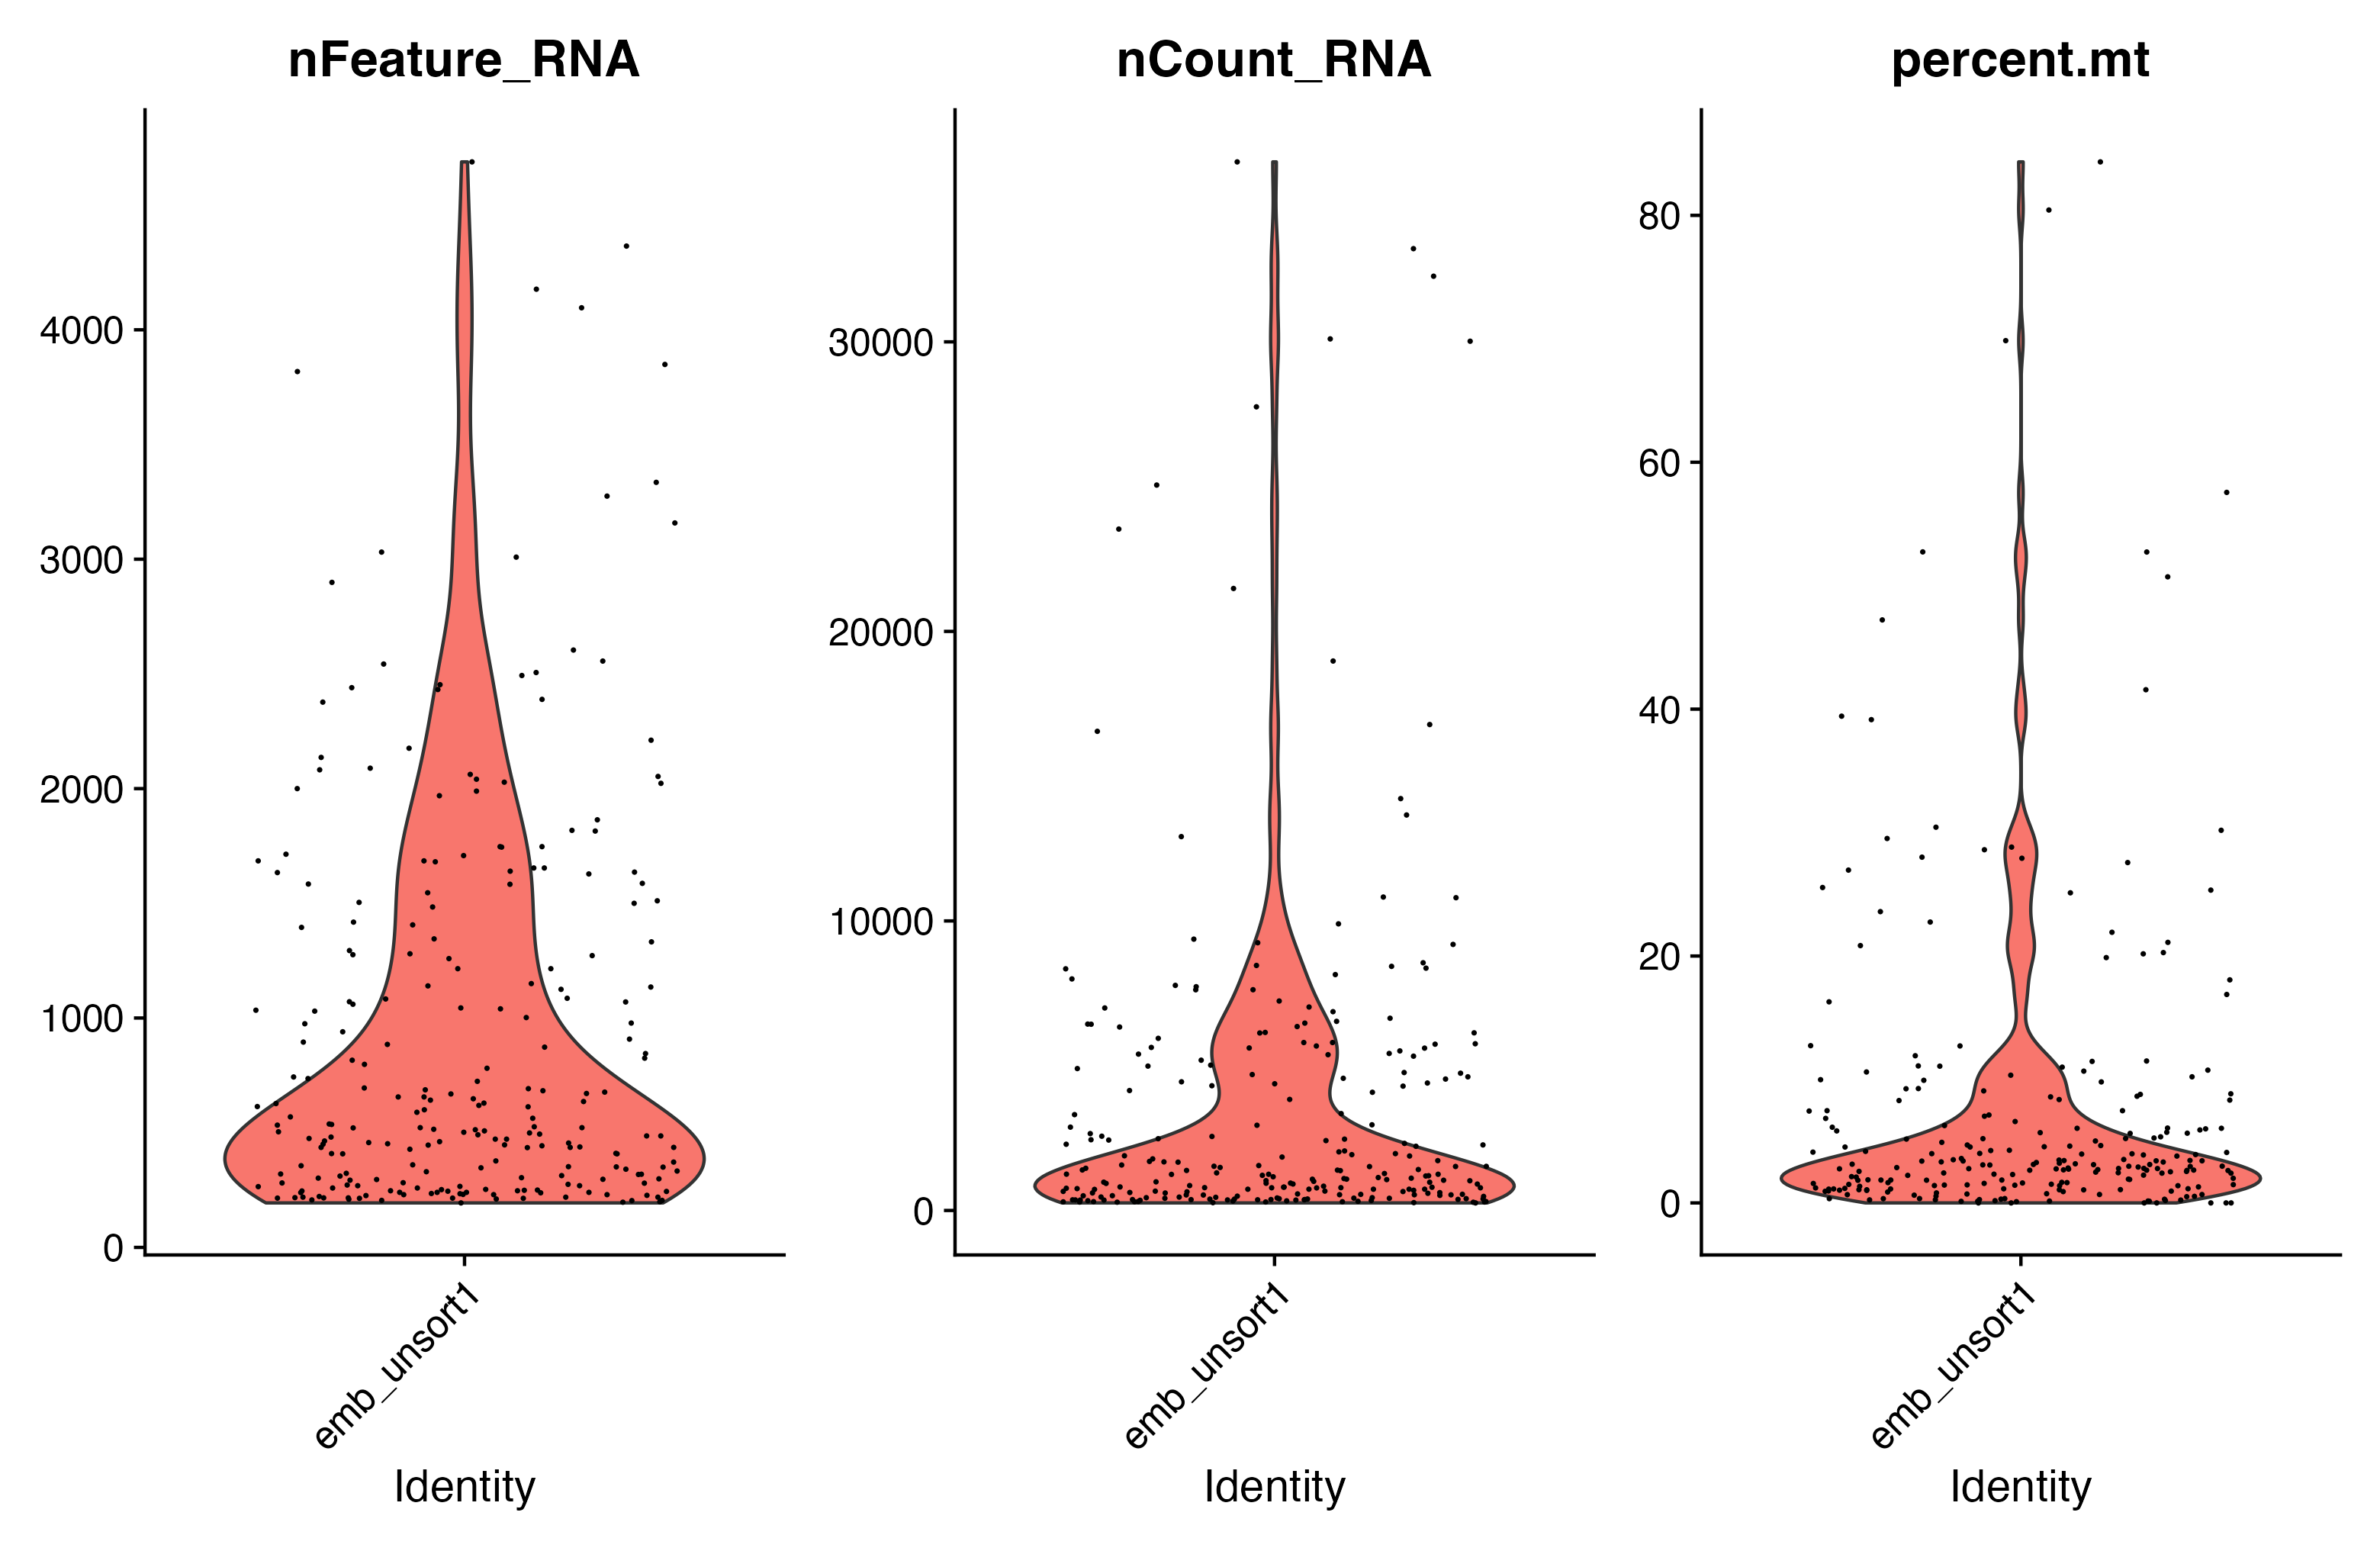 nFeature_RNA
4000
3000
2000
1000
0
emb_unsort1
Identity
nCount_RNA
30000
20000
10000
0
emb_unsort1
Identity
percent.mt
80
60
40
20
0
emb_unsort1
Identity